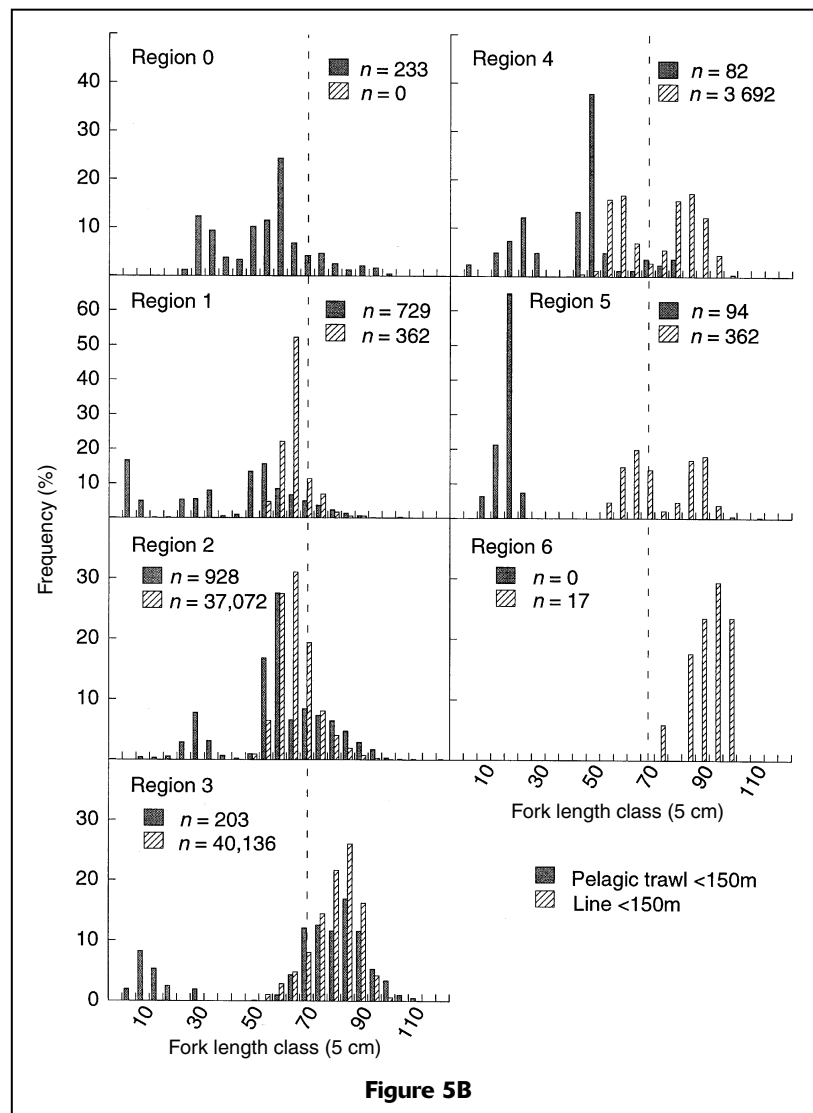 Region 0
n = 233
n = 0
50
40
30
20
10
Region 4
n = 82
n = 3 692
Region 1
n = 729
n = 362
60
50
40
30
20
10
Region 5
n = 94
n = 362
Frequency (%)
Region 2
n = 928
n = 37,072
30
20
10
Region 6
n = 0
n = 17
10
30
50
70
90
110
Fork length class (5 cm)
Region 3
n = 203
n = 40,136
30
20
10
0
10
30
50
70
90
110
Fork length class (5 cm)
Pelagic trawl <150m
Line <150m
Figure 5B